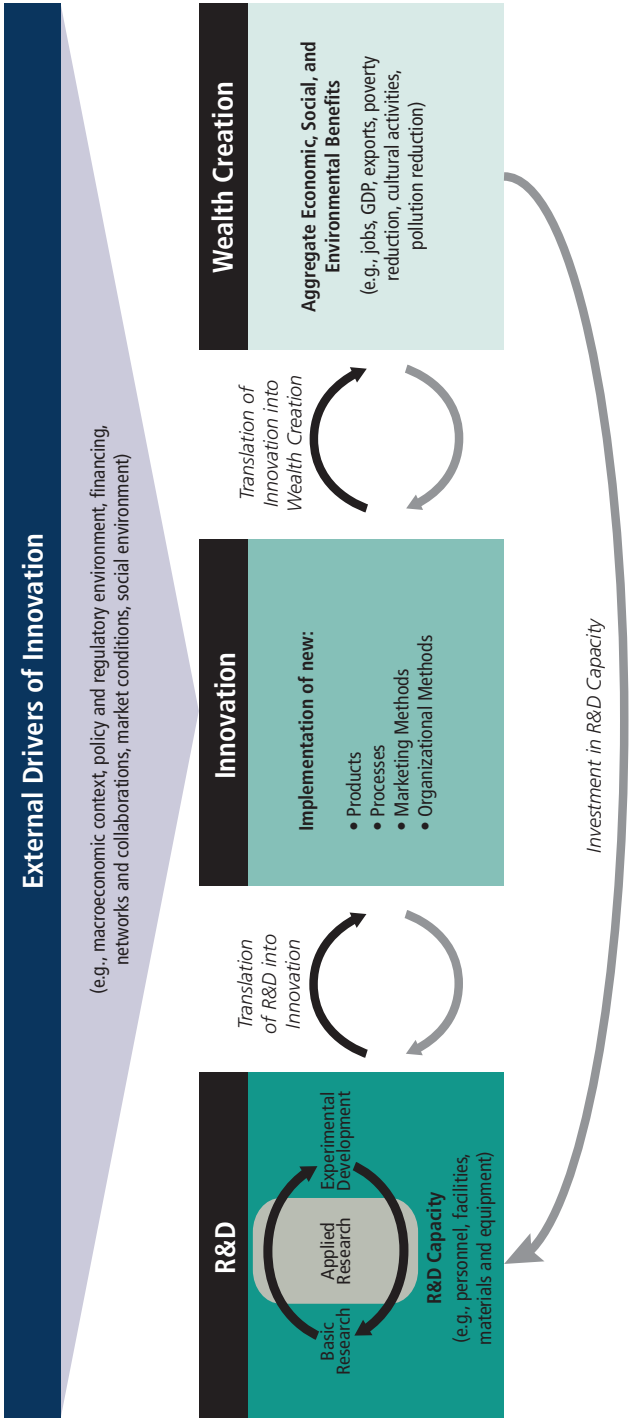 External Drivers of Innovation
(e.g., macroeconomic context, policy and regulatory environment, financing,
networks and collaborations, market conditions, social environment)
R&D
Basic
Research
Applied
Research
Experimental
Development
R&D Capacity
(e.g., personnel, facilities,
materials and equipment)
Translation
of R&D into
Innovation
Innovation
Implementation of new:
• Products
• Processes
• Marketing Methods
• Organizational Methods
Translation of
Innovation into
Wealth Creation
Wealth Creation
Aggregate Economic, Social, and
Environmental Benefits
(e.g., jobs, GDP, exports, poverty
reduction, cultural activities,
pollution reduction)
Investment in R&D Capacity